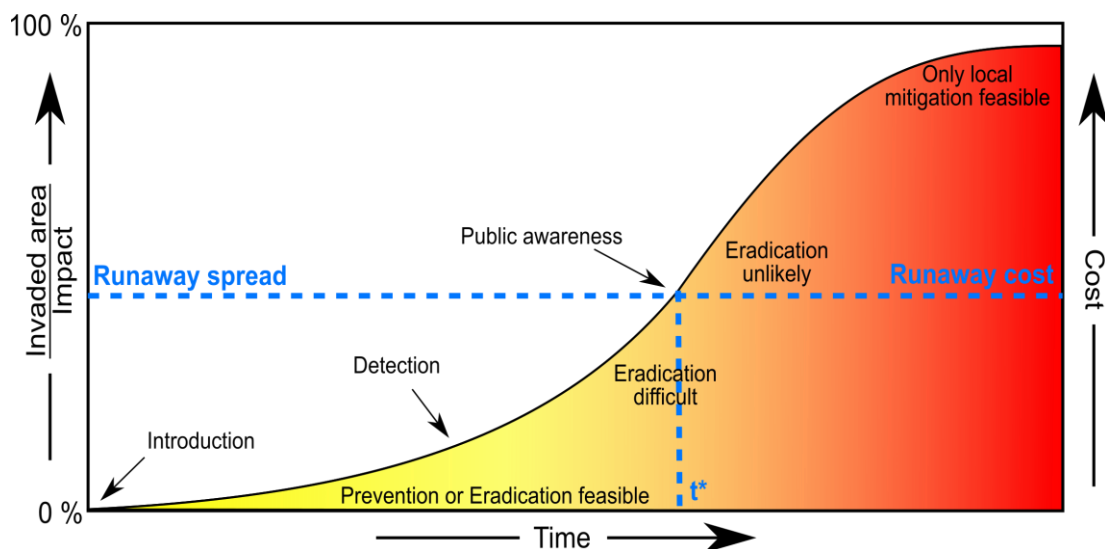 100 %
Only local
mitigation feasible
Invaded area
Impact
Cost
Public awareness
Eradication
unlikely
Runaway spread
Runaway cost
Detection
Eradication
difficult
Introduction
Prevention or Eradication feasible
t*
0 %
Time